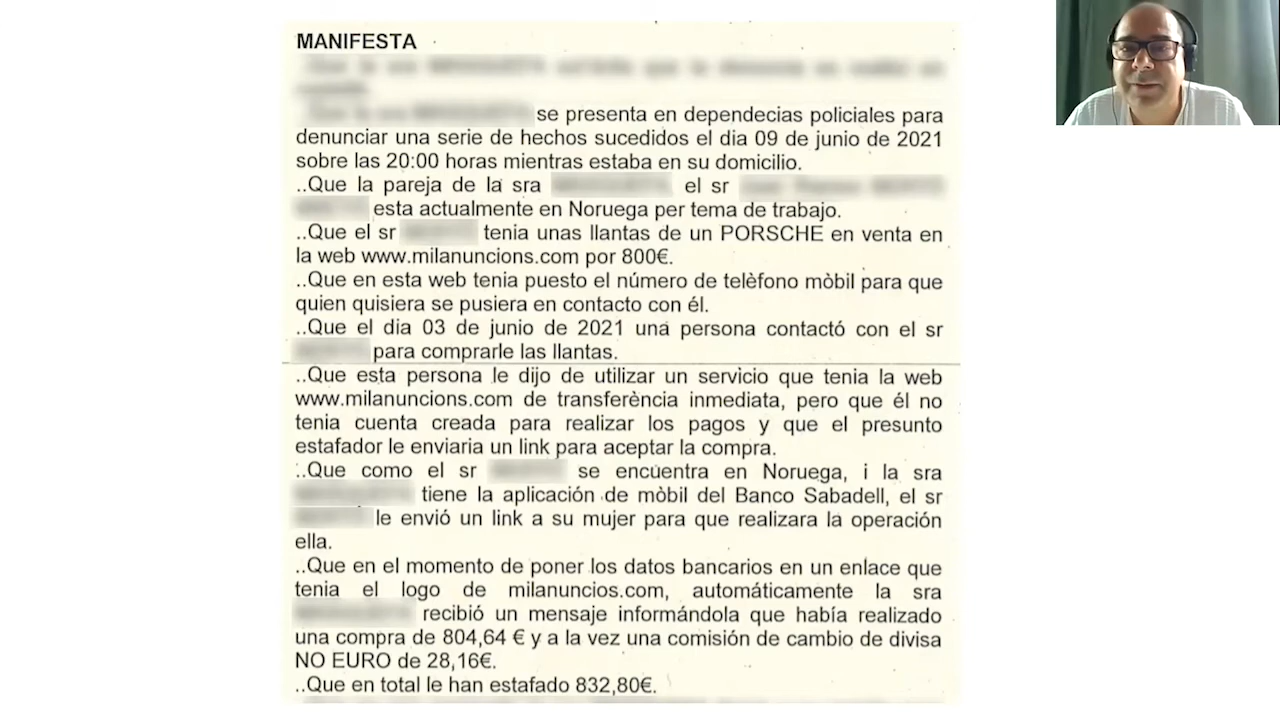 MANIFESTA
se presenta en dependecias policiales para
denunciar una serie de hechos sucedidos el dia 09 de junio de 2021
sobre las 20:00 horas mientras estaba en su domicilio.
..Que la pareja de la sra el sr
esta actualmente en Noruega per tema de trabajo.
..Que el sr tenia unas llantas de un PORSCHE en venta en
la web www.milanuncions.com por 800€.
..Que en esta web tenia puesto el número de telèfono mòbil para que
quien quisiera se pusiera en contacto con él.
..Que el dia 03 de junio de 2021 una persona contactó con el sr
para comprarle las llantas.
..Que esta persona le dijo de utilizar un servicio que tenia la web
www.milanuncions.com de transferència inmediata, pero que él no
tenia cuenta creada para realizar los pagos y que el presunto
estafador le enviaria un link para aceptar la compra.
..Que como el sr se encuentra en Noruega, i la sra
tiene la aplicación de mòbil del Banco Sabadell, el sr
le envió un link a su mujer para que realizara la operación
ella.
..Que en el momento de poner los datos bancarios en un enlace que
tenia el logo de milanuncios.com, automáticamente la sra
recibió un mensaje informándola que había realizado
una compra de 804,64 € y a la vez una comisión de cambio de divisa
NO EURO de 28,16€.
..Que en total le han estafado 832,80€.